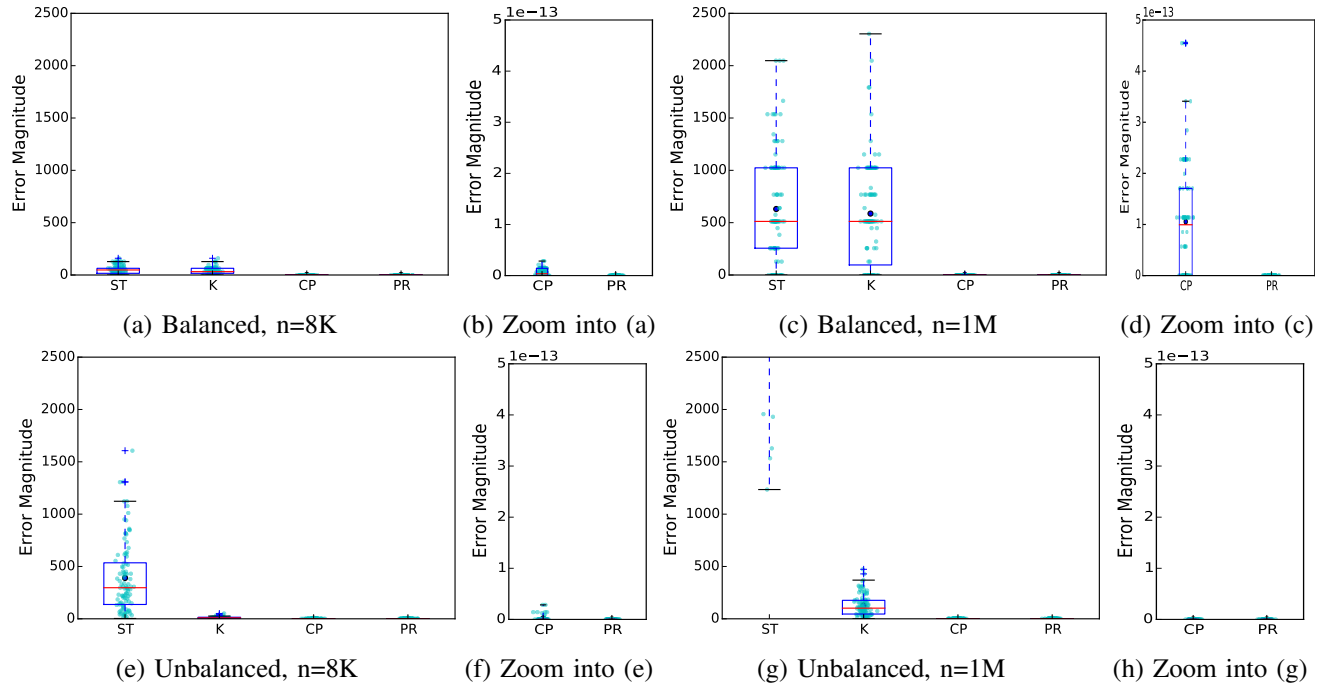 Error Magnitude
2500
2000
1500
1000
500
0
ST K CP PR
(a) Balanced, n=8K
1e−13
Error Magnitude
5
4
3
2
1
0
CP PR
(b) Zoom into (a)
Error Magnitude
2500
2000
1500
1000
500
0
ST K CP PR
(c) Balanced, n=1M
1e−13
Error Magnitude
5
4
3
2
1
0
CP PR
(d) Zoom into (c)
Error Magnitude
2500
2000
1500
1000
500
0
ST K CP PR
(e) Unbalanced, n=8K
1e−13
Error Magnitude
5
4
3
2
1
0
CP PR
(f) Zoom into (e)
Error Magnitude
2500
2000
1500
1000
500
0
ST K CP PR
(g) Unbalanced, n=1M
1e−13
Error Magnitude
5
4
3
2
1
0
CP PR
(h) Zoom into (g)